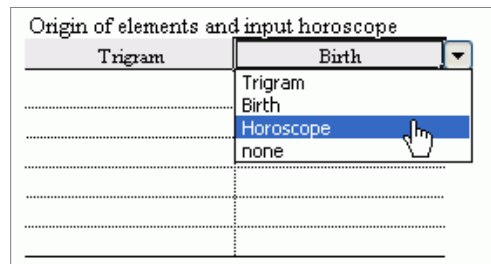 Origin of elements and input horoscope
Trigram Birth
Trigram
Birth
Horoscope
none